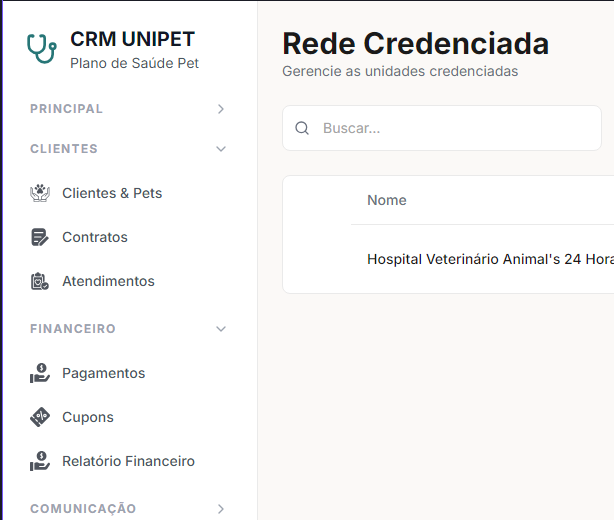 CRM UNIPET
Plano de Saúde Pet
PRINCIPAL
CLIENTES
Clientes & Pets
Contratos
Atendimentos
FINANCEIRO
Pagamentos
Cupons
Relatório Financeiro
COMUNICAÇÃO
Rede Credenciada
Gerencie as unidades credenciadas
Buscar...
Nome
Hospital Veterinário Animal's 24 Hora